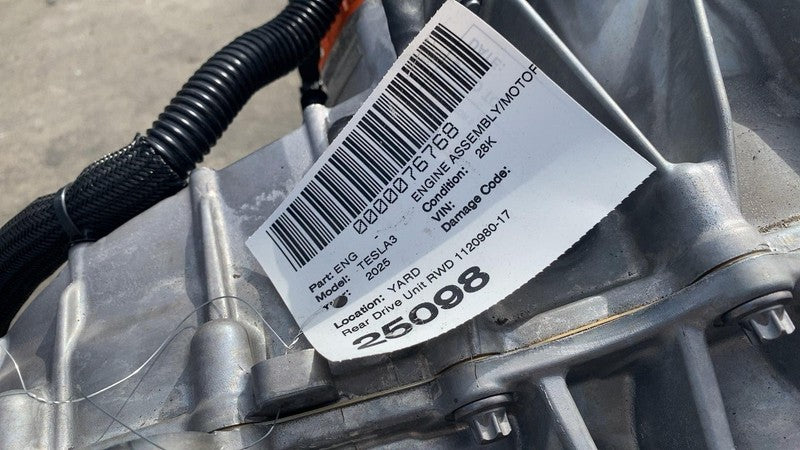 0000076768
Part: ENG ENGINE ASSEMBLY/MOTOR
Model: TESLA3 Condition: 28K
2025 VIN:
Damage Code:
Location: YARD
Rear Drive Unit RWD 1120980-17
25098